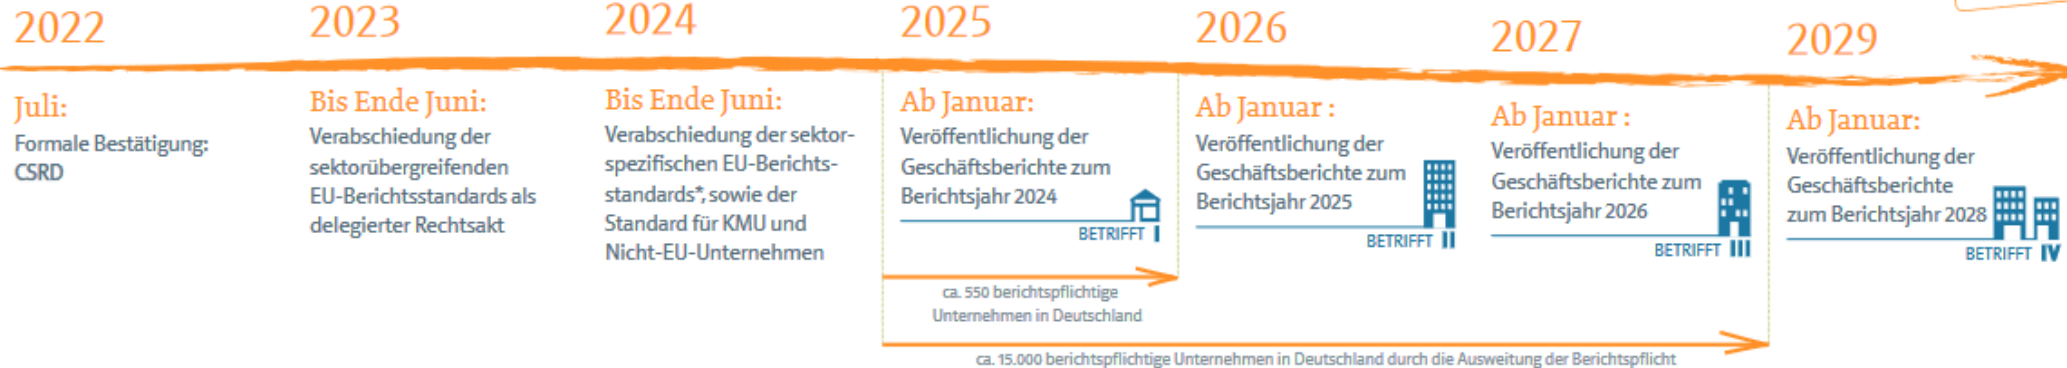 2022
Juli:
Formale Bestätigung:
CSRD
2023
Bis Ende Juni:
Verabschiedung der
sektorübergreifenden
EU-Berichtsstandards als
delegierter Rechtsakt
2024
Bis Ende Juni:
Verabschiedung der sektor-
spezifischen EU-Berichts-
standards*, sowie der
Standard für KMU und
Nicht-EU-Unternehmen
2025
Ab Januar:
Veröffentlichung der
Geschäftsberichte zum
Berichtsjahr 2024
BETRIFFT I
2026
Ab Januar :
Veröffentlichung der
Geschäftsberichte zum
Berichtsjahr 2025
BETRIFFT II
2027
Ab Januar :
Veröffentlichung der
Geschäftsberichte zum
Berichtsjahr 2026
BETRIFFT III
2029
Ab Januar:
Veröffentlichung der
Geschäftsberichte
zum Berichtsjahr 2028
BETRIFFT IV
ca. 550 berichtspflichtige
Unternehmen in Deutschland
ca. 15.000 berichtspflichtige Unternehmen in Deutschland durch die Ausweitung der Berichtspflicht